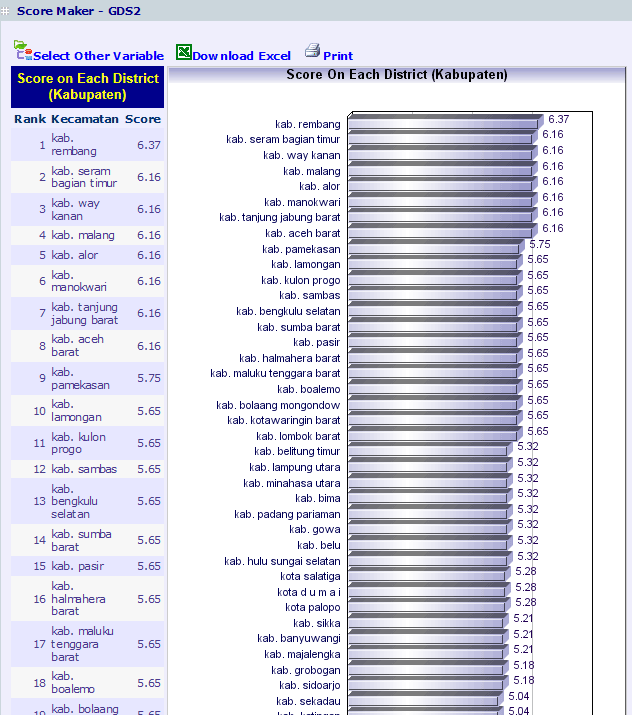 Score Maker - GDS2
Select Other Variable
Download Excel
Print
Score on Each District
(Kabupaten)
Rank Kecamatan Score
1 kab. rembang 6.37
2 kab. seram bagian timur 6.16
3 kab. way kanan 6.16
4 kab. malang 6.16
5 kab. alor 6.16
6 kab. manokwari 6.16
7 kab. tanjung jabung barat 6.16
8 kab. aceh barat 6.16
9 kab. pamekasan 5.75
10 kab. lamongan 5.65
11 kab. kulon progo 5.65
12 kab. sambas 5.65
13 kab. bengkulu selatan 5.65
14 kab. sumba barat 5.65
15 kab. pasir 5.65
16 kab. halmahera barat 5.65
17 kab. maluku tenggara barat 5.65
18 kab. boalemo 5.65
19 kab. bolaang 5.65
Score On Each District (Kabupaten)
kab. rembang 6.37
kab. seram bagian timur 6.16
kab. way kanan 6.16
kab. malang 6.16
kab. alor 6.16
kab. manokwari 6.16
kab. tanjung jabung barat 6.16
kab. aceh barat 6.16
kab. pamekasan 5.75
kab. lamongan 5.65
kab. kulon progo 5.65
kab. sambas 5.65
kab. bengkulu selatan 5.65
kab. sumba barat 5.65
kab. pasir 5.65
kab. halmahera barat 5.65
kab. maluku tenggara barat 5.65
kab. boalemo 5.65
kab. bolaang mongondow 5.65
kab. kotawaringin barat 5.65
kab. lombok barat 5.65
kab. belitung timur 5.32
kab. lampung utara 5.32
kab. minahasa utara 5.32
kab. bima 5.32
kab. padang pariaman 5.32
kab. gowa 5.32
kab. belu 5.32
kab. hulu sungai selatan 5.32
kota salatiga 5.28
kota d u m a i 5.28
kota palopo 5.28
kab. sikka 5.21
kab. banyuwangi 5.21
kab. majalengka 5.21
kab. grobogan 5.18
kab. sidoarjo 5.18
kab. sekadau 5.04
5.04